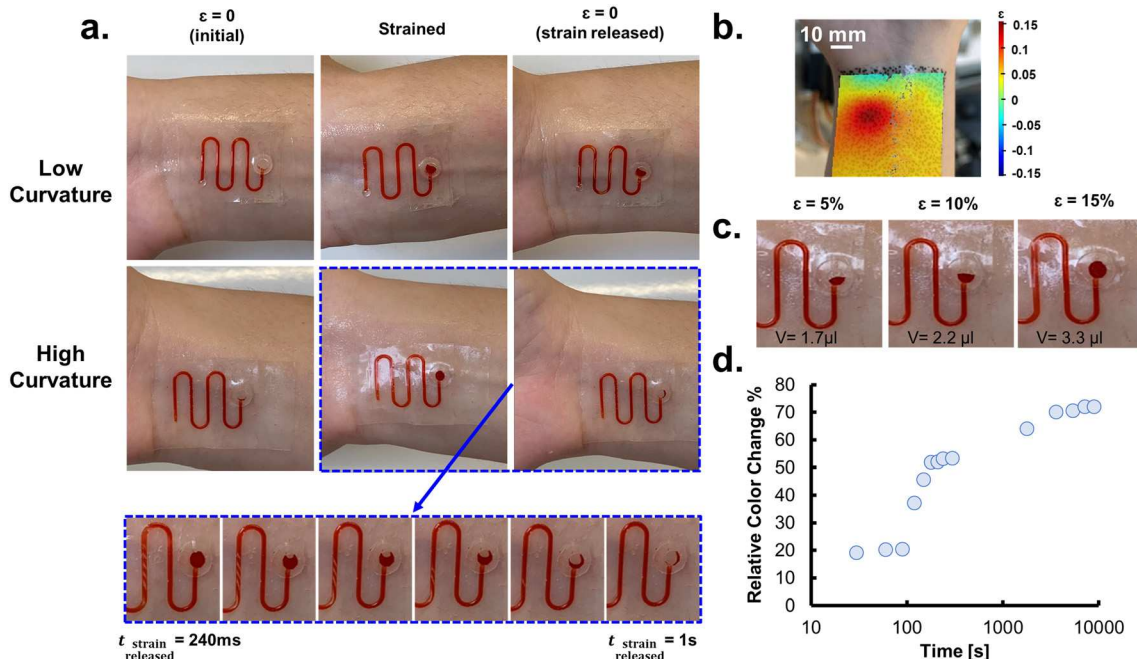 a.
ε = 0
(initial)
Strained
ε = 0
(strain released)
Low
Curvature
High
Curvature
t strain released = 240ms
t strain released = 1s
b.
10 mm
ε
0.15
0.10
0.05
0
-0.05
-0.1
-0.15
c.
ε = 5%
ε = 10%
ε = 15%
V= 1.7µl
V= 2.2 µl
V= 3.3 µl
d.
Relative Color Change %
80
70
60
50
40
30
20
10
0
10
100
1000
10000
Time [s]